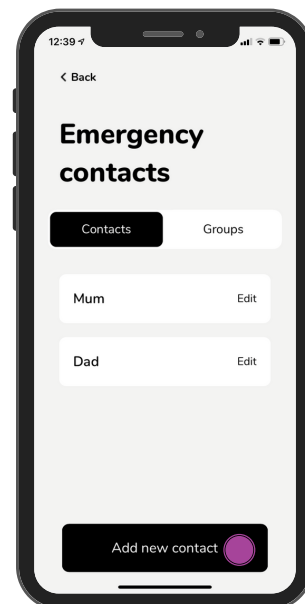 12:39
Back
Emergency
contacts
Contacts Groups
Mum Edit
Dad Edit
Add new contact